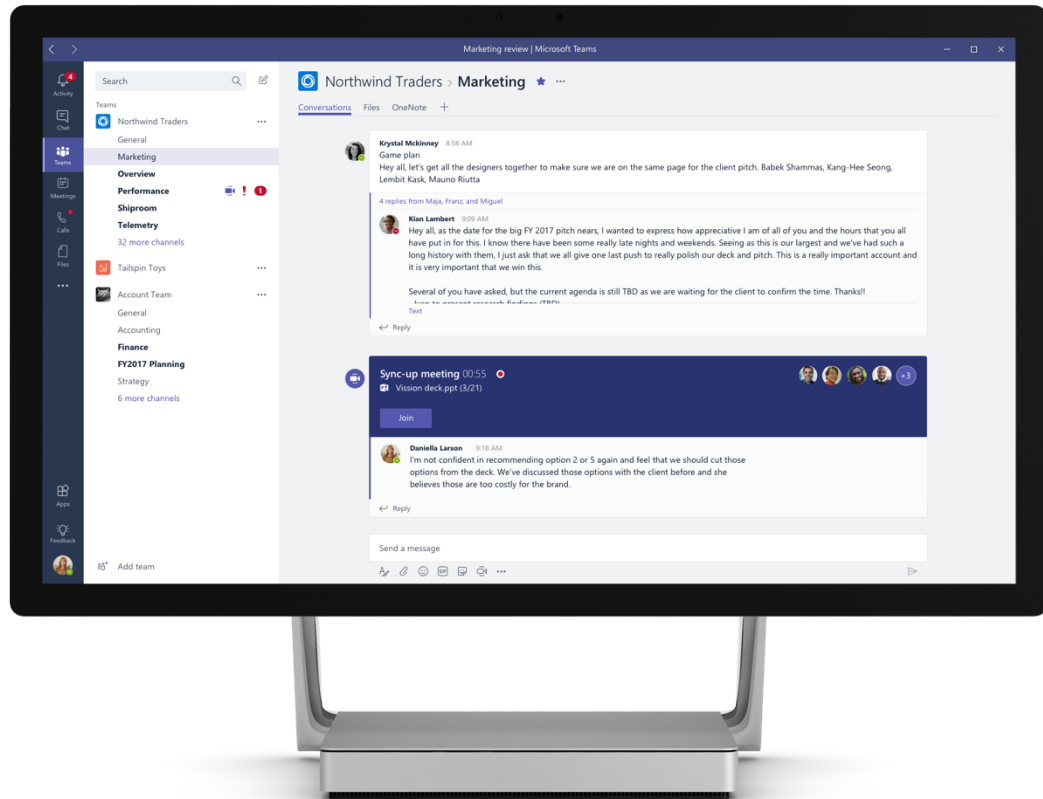 Marketing review | Microsoft Teams
4
Activity
Chat
Teams
Meetings
Calls
Files
Apps
Feedback
Search
Teams
Northwind Traders
General
Marketing
Overview
Performance ! 1
Shiproom
Telemetry
32 more channels
Tailspin Toys
Account Team
General
Accounting
Finance
FY2017 Planning
Strategy
6 more channels
Add team
Northwind Traders > Marketing
Conversations Files OneNote
Krystal Mckinney 8:58 AM
Game plan
Hey all, let's get all the designers together to make sure we are on the same page for the client pitch. Babek Shammas, Kang-Hee Seong,
Lembit Kask, Mauno Riutta
4 replies from Maja, Franz, and Miguel
Kian Lambert 9:09 AM
Hey all, as the date for the big FY 2017 pitch nears, I wanted to express how appreciative I am of all of you and the hours that you all
have put in for this. I know there have been some really late nights and weekends. Seeing as this is our largest and we've had such a
long history with them, I just ask that we all give one last push to really polish our deck and pitch. This is a really important account and
it is very important that we win this.
Several of you have asked, but the current agenda is still TBD as we are waiting for the client to confirm the time. Thanks!!
to present research findings (TBD)
Text
Reply
Sync-up meeting 00:55
Vission deck.ppt (3/21)
+3
Join
Daniella Larson 9:18 AM
I'm not confident in recommending option 2 or 5 again and feel that we should cut those
options from the deck. We've discussed those options with the client before and she
believes those are too costly for the brand.
Reply
Send a message
GIF